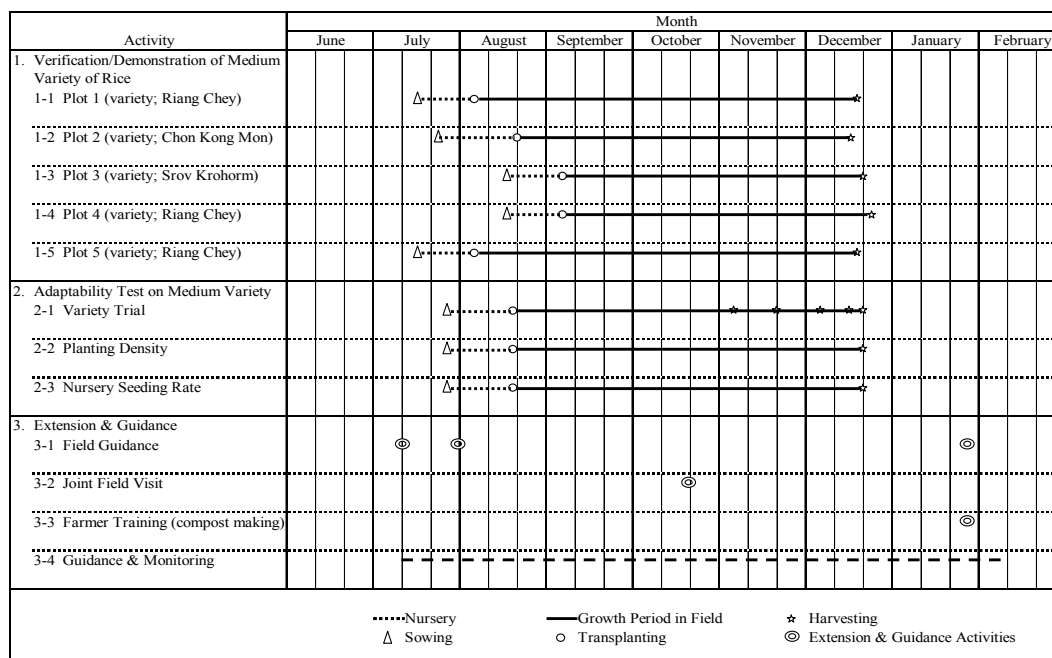 Month
Activity June July August September October November December January February
1. Verification/Demonstration of Medium
Variety of Rice
1-1 Plot 1 (variety; Riang Chey)
1-2 Plot 2 (variety; Chon Kong Mon)
1-3 Plot 3 (variety; Srov Krohorm)
1-4 Plot 4 (variety; Riang Chey)
1-5 Plot 5 (variety; Riang Chey)
2. Adaptability Test on Medium Variety
2-1 Variety Trial
2-2 Planting Density
2-3 Nursery Seeding Rate
3. Extension & Guidance
3-1 Field Guidance
3-2 Joint Field Visit
3-3 Farmer Training (compost making)
3-4 Guidance & Monitoring
Nursery Growth Period in Field Harvesting
Sowing Transplanting Extension & Guidance Activities